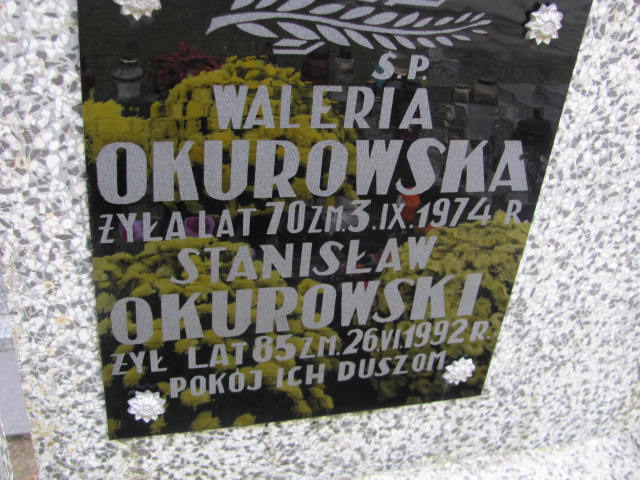 Ś.P.
WALERIA
OKUROWSKA
ŻYŁA LAT 70 ZM. 3.IX.1974 R.
STANISŁAW
OKUROWSKI
ŻYŁ LAT 85 ZM. 26 VI.1992 R.
POKÓJ ICH DUSZOM